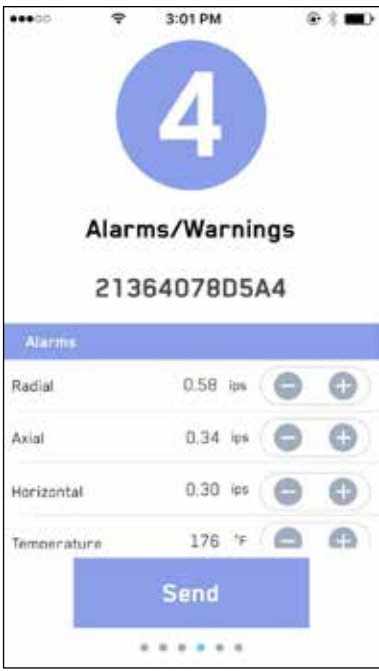 3:01 PM
4
Alarms/Warnings
21364078D5A4
Alarms
Radial 0.58 ips
Axial 0.34 ips
Horizontal 0.30 ips
Temperature 176 °F
Send